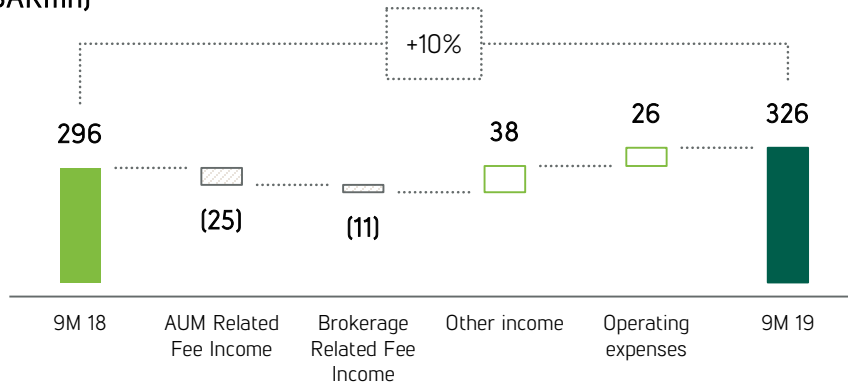 +10%
296
(25)
(11)
38
26
326
9M 18
AUM Related
Fee Income
Brokerage
Related Fee
Income
Other income
Operating
expenses
9M 19